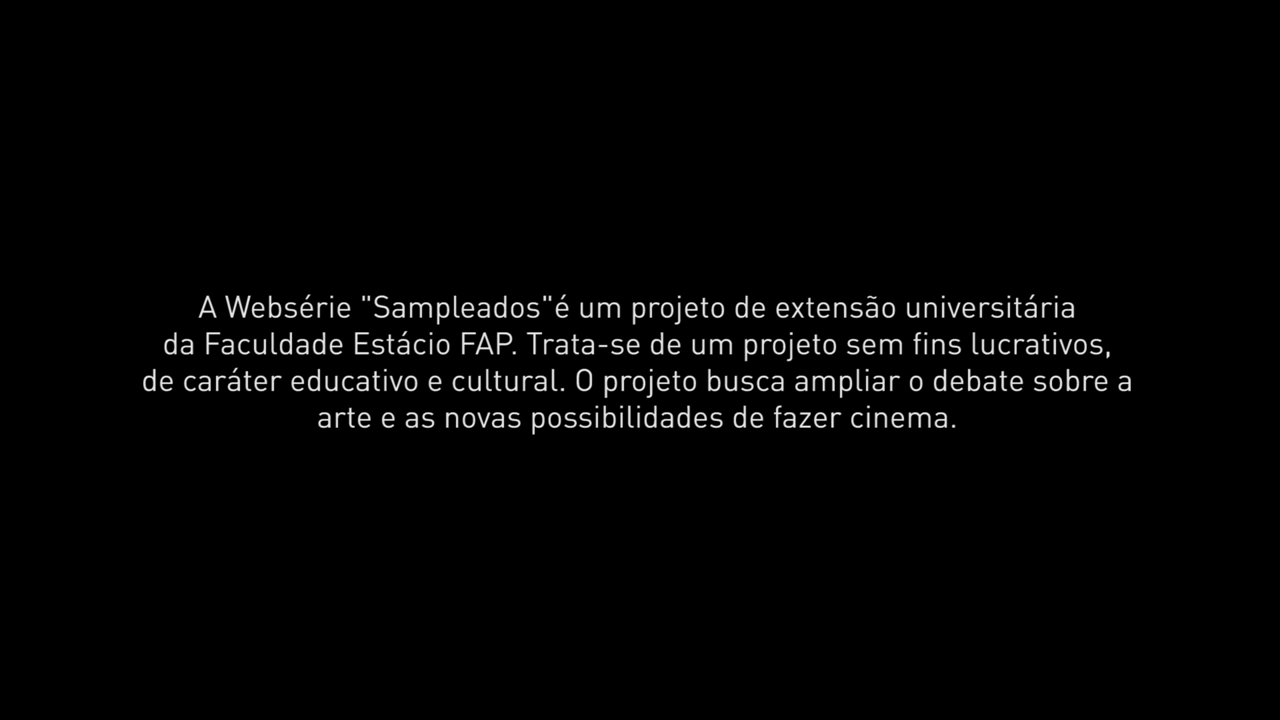 A Websérie "Sampleados"é um projeto de extensão universitária
da Faculdade Estácio FAP. Trata-se de um projeto sem fins lucrativos,
de caráter educativo e cultural. O projeto busca ampliar o debate sobre a
arte e as novas possibilidades de fazer cinema.